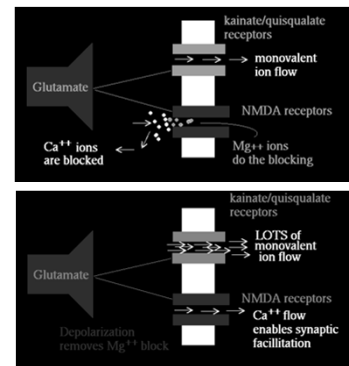 kainate/quisqualate
receptors
monovalent
ion flow
Glutamate
NMDA receptors
Ca++ ions
are blocked
Mg++ ions
do the blocking
kainate/quisqualate
receptors
LOTS of
monovalent
ion flow
Glutamate
NMDA receptors
Ca++ flow
enables synaptic
facillitation
Depolarization
removes Mg++ block